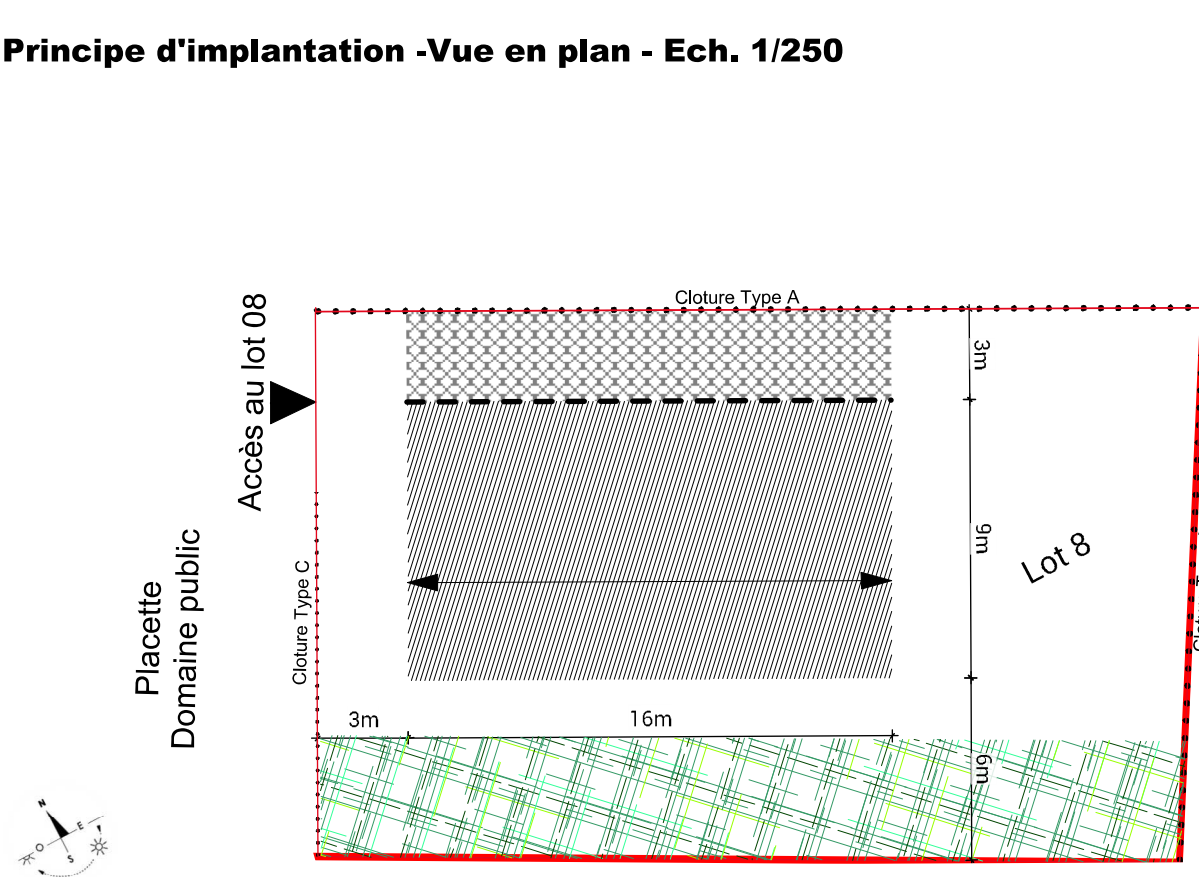 Principe d'implantation -Vue en plan - Ech. 1/250
Cloture Type A
Accès au lot 08
3m
9m
Lot 8
Placette
Domaine public
Cloture Type C
3m
16m
6m
N
E
O
S